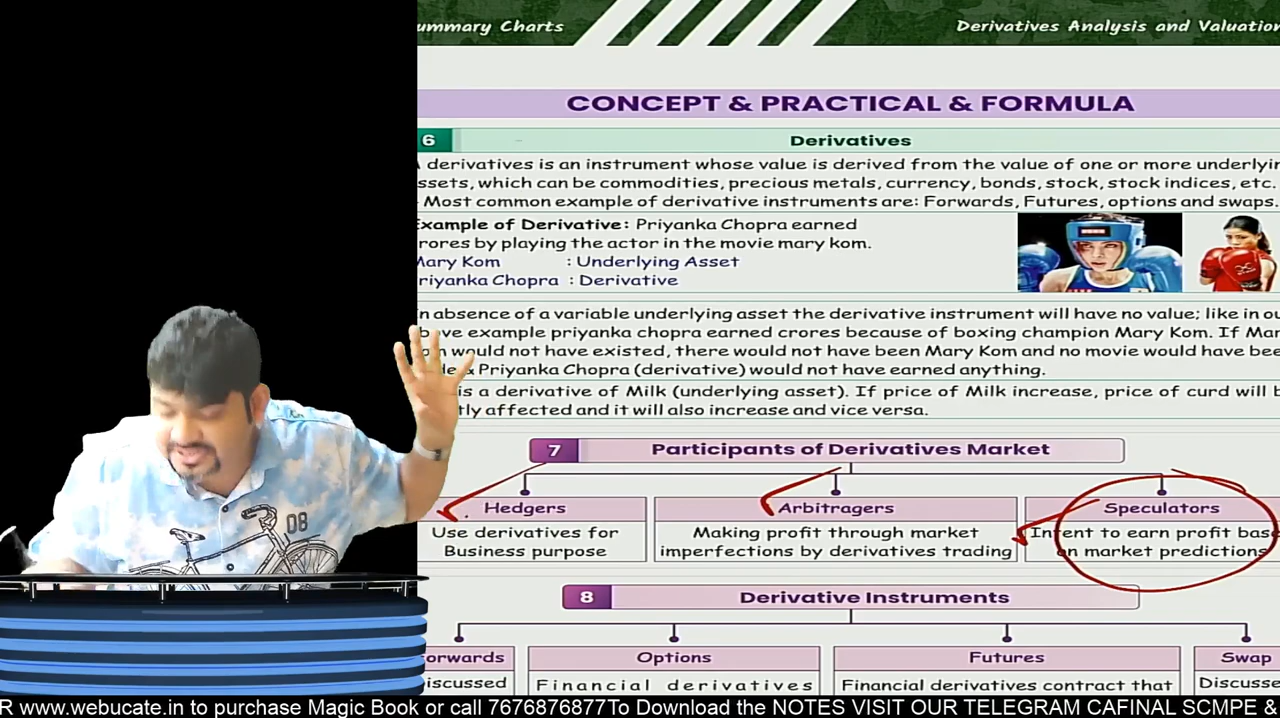 ummary Charts
Derivatives Analysis and Valuation
CONCEPT & PRACTICAL & FORMULA
6 Derivatives
derivatives is an instrument whose value is derived from the value of one or more underlyin
ssets, which can be commodities, precious metals, currency, bonds, stock, stock indices, etc.
Most common example of derivative instruments are: Forwards, Futures, options and swaps.
Example of Derivative: Priyanka Chopra earned
crores by playing the actor in the movie mary kom.
Mary Kom : Underlying Asset
Priyanka Chopra : Derivative
In absence of a variable underlying asset the derivative instrument will have no value; like in ou
bove example priyanka chopra earned crores because of boxing champion Mary Kom. If Mar
would not have existed, there would not have been Mary Kom and no movie would have bee
de & Priyanka Chopra (derivative) would not have earned anything.
is a derivative of Milk (underlying asset). If price of Milk increase, price of curd will b
tly affected and it will also increase and vice versa.
7 Participants of Derivatives Market
Hedgers
Use derivatives for
Business purpose
Arbitragers
Making profit through market
imperfections by derivatives trading
Speculators
Intent to earn profit base
on market predictions
8 Derivative Instruments
orwards
iscussed
Options
Financial derivatives
Futures
Financial derivatives contract that
Swap
Discusse
08
R www.webucate.in to purchase Magic Book or call 7676876877To Download the NOTES VISIT OUR TELEGRAM CAFINAL SCMPE &